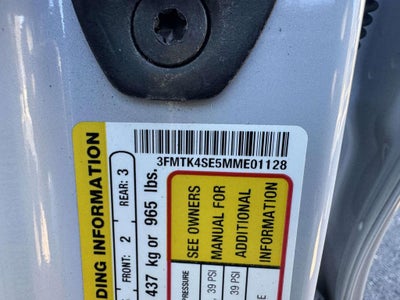 3FMTK4SE5MME01128
DING INFORMATION
FRONT: 2 REAR: 3
437 kg or 965 lbs.
SEE OWNERS
MANUAL FOR
ADDITIONAL
INFORMATION
PRESSURE
39 PSI
39 PSI